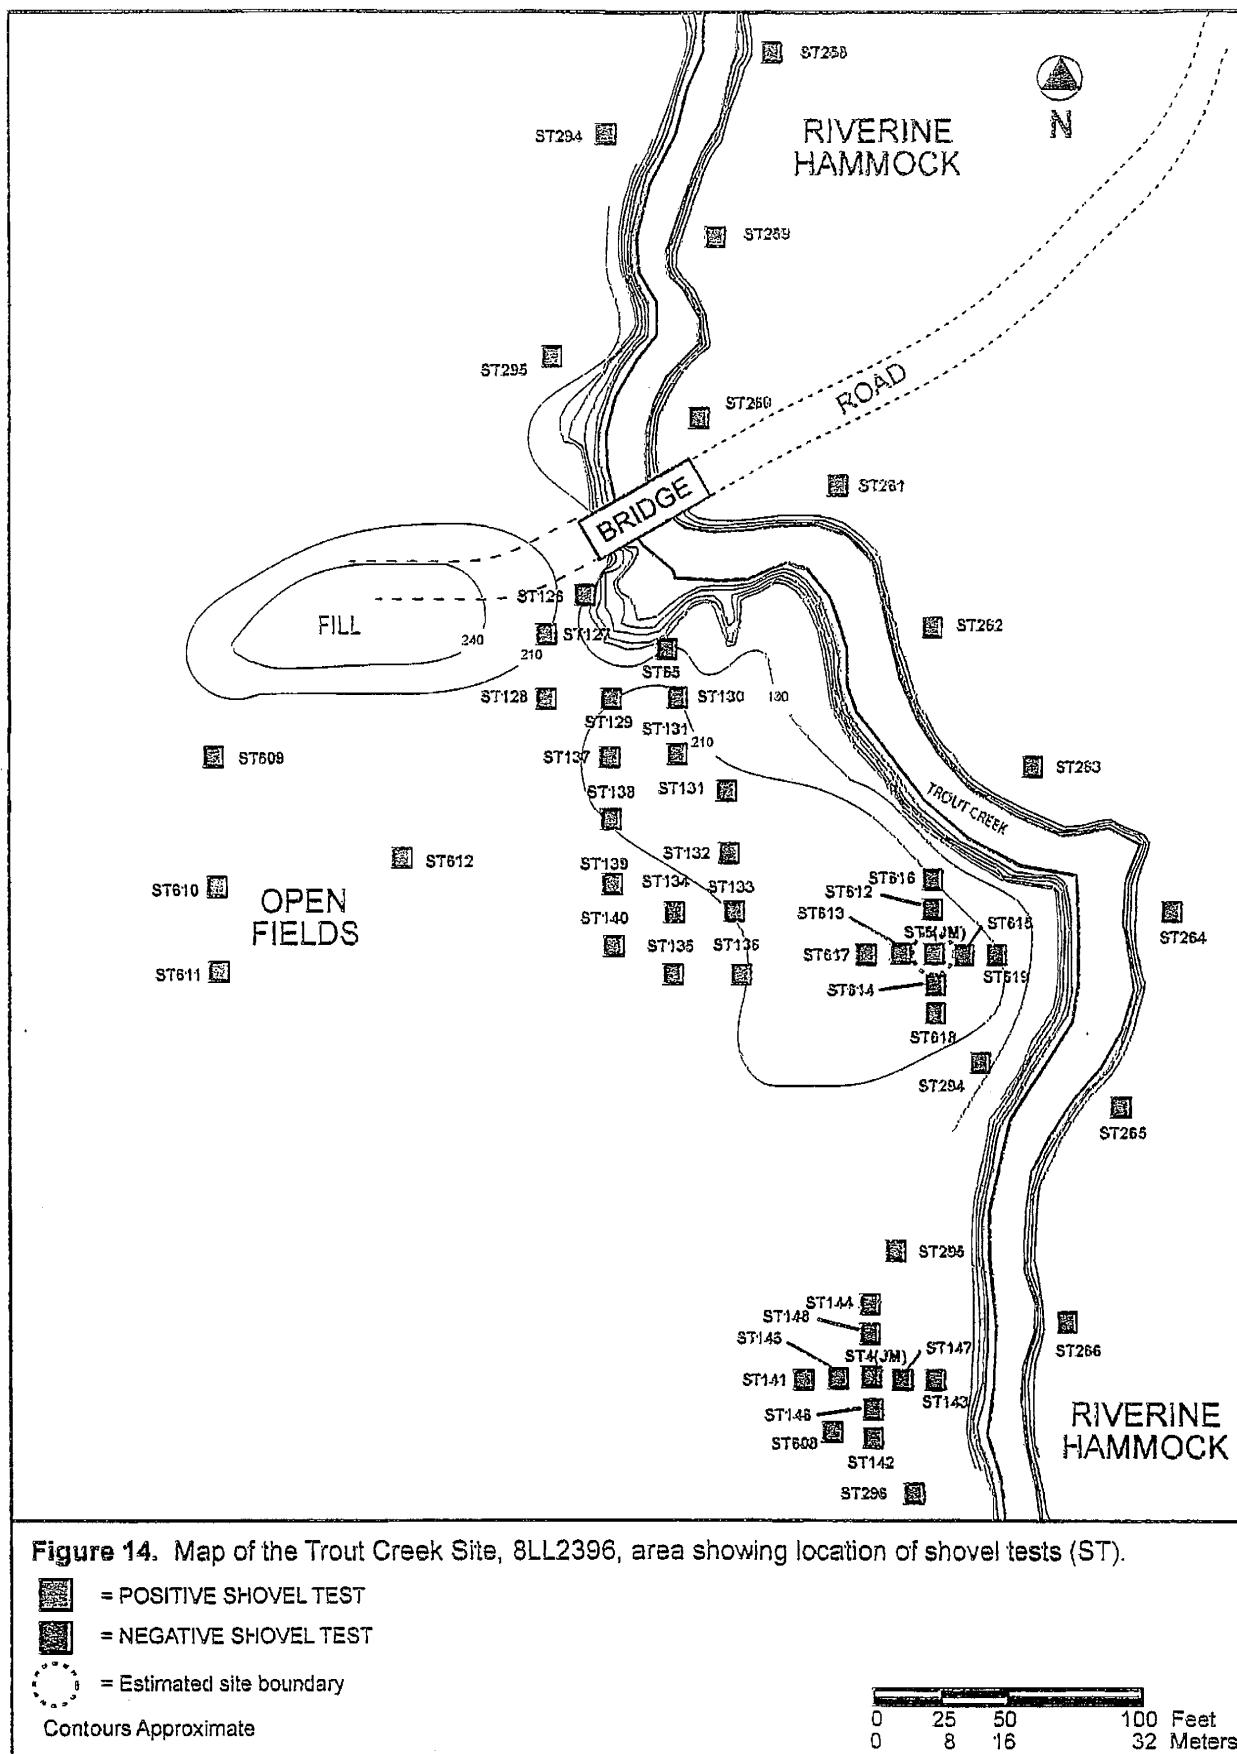 ST258
RIVERINE
HAMMOCK
N
ST294
ST259
ST295
ST260
ROAD
BRIDGE
ST261
ST126
FILL
240
210
ST127
ST262
ST65
ST128
ST129
ST130
180
ST131
210
ST137
ST609
ST283
ST138
ST131
TROUT CREEK
ST612
ST132
ST139
ST134
ST133
ST610
OPEN
FIELDS
ST140
ST616
ST612
ST613
ST5(JM)
ST615
ST264
ST135
ST136
ST617
ST619
ST611
ST614
ST618
ST294
ST265
ST295
ST144
ST148
ST145
ST4(JM)
ST147
ST266
ST141
ST143
ST146
ST608
ST142
RIVERINE
HAMMOCK
ST296
Figure 14. Map of the Trout Creek Site, 8LL2396, area showing location of shovel tests (ST).
= POSITIVE SHOVEL TEST
= NEGATIVE SHOVEL TEST
= Estimated site boundary
Contours Approximate
0 25 50 100 Feet
0 8 16 32 Meters